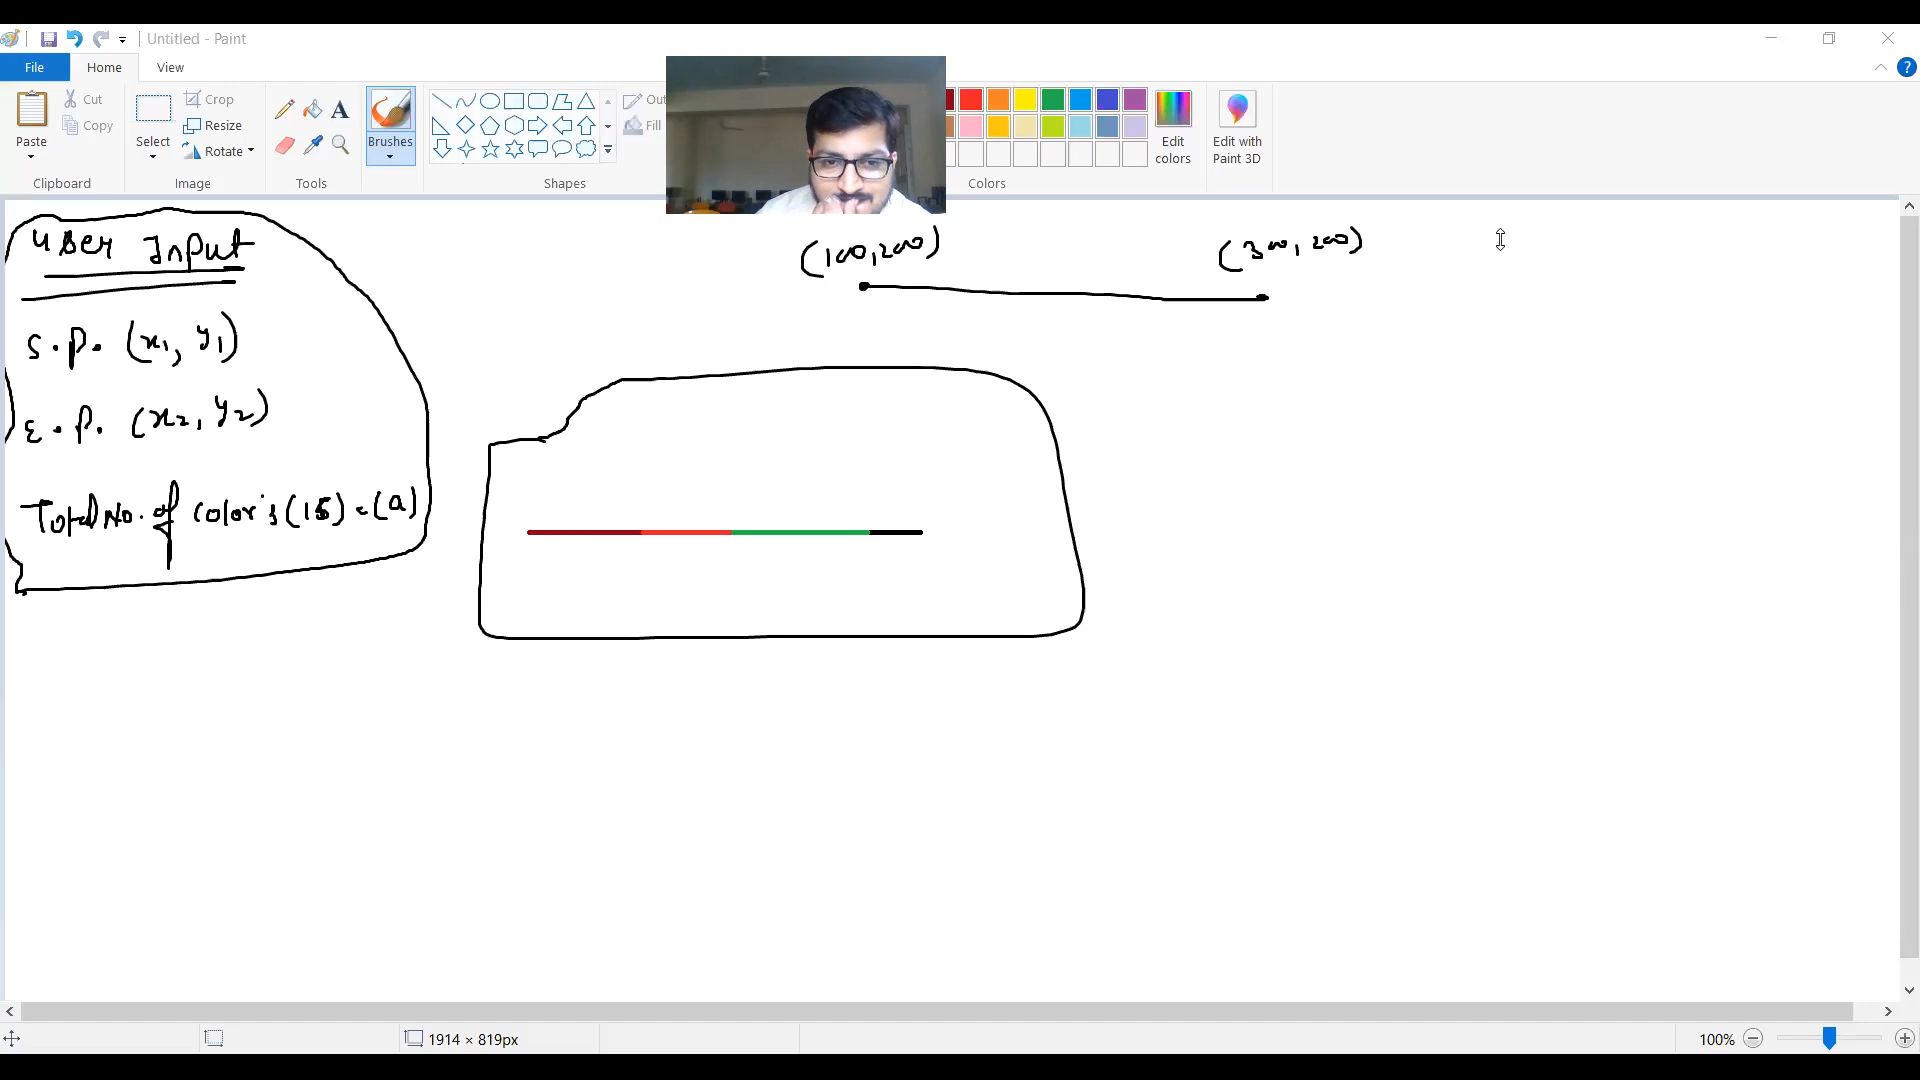 Untitled - Paint
File
Home
View
Paste
Cut
Copy
Clipboard
Select
Crop
Resize
Rotate
Image
Tools
Brushes
Out
Fill
Shapes
Edit
colors
Edit with
Paint 3D
Colors
User Input
(100,200)
(300, 200)
S.P. (x1, y1)
E.P. (x2, y2)
Total No. of color's (15)
1914 × 819px
100%